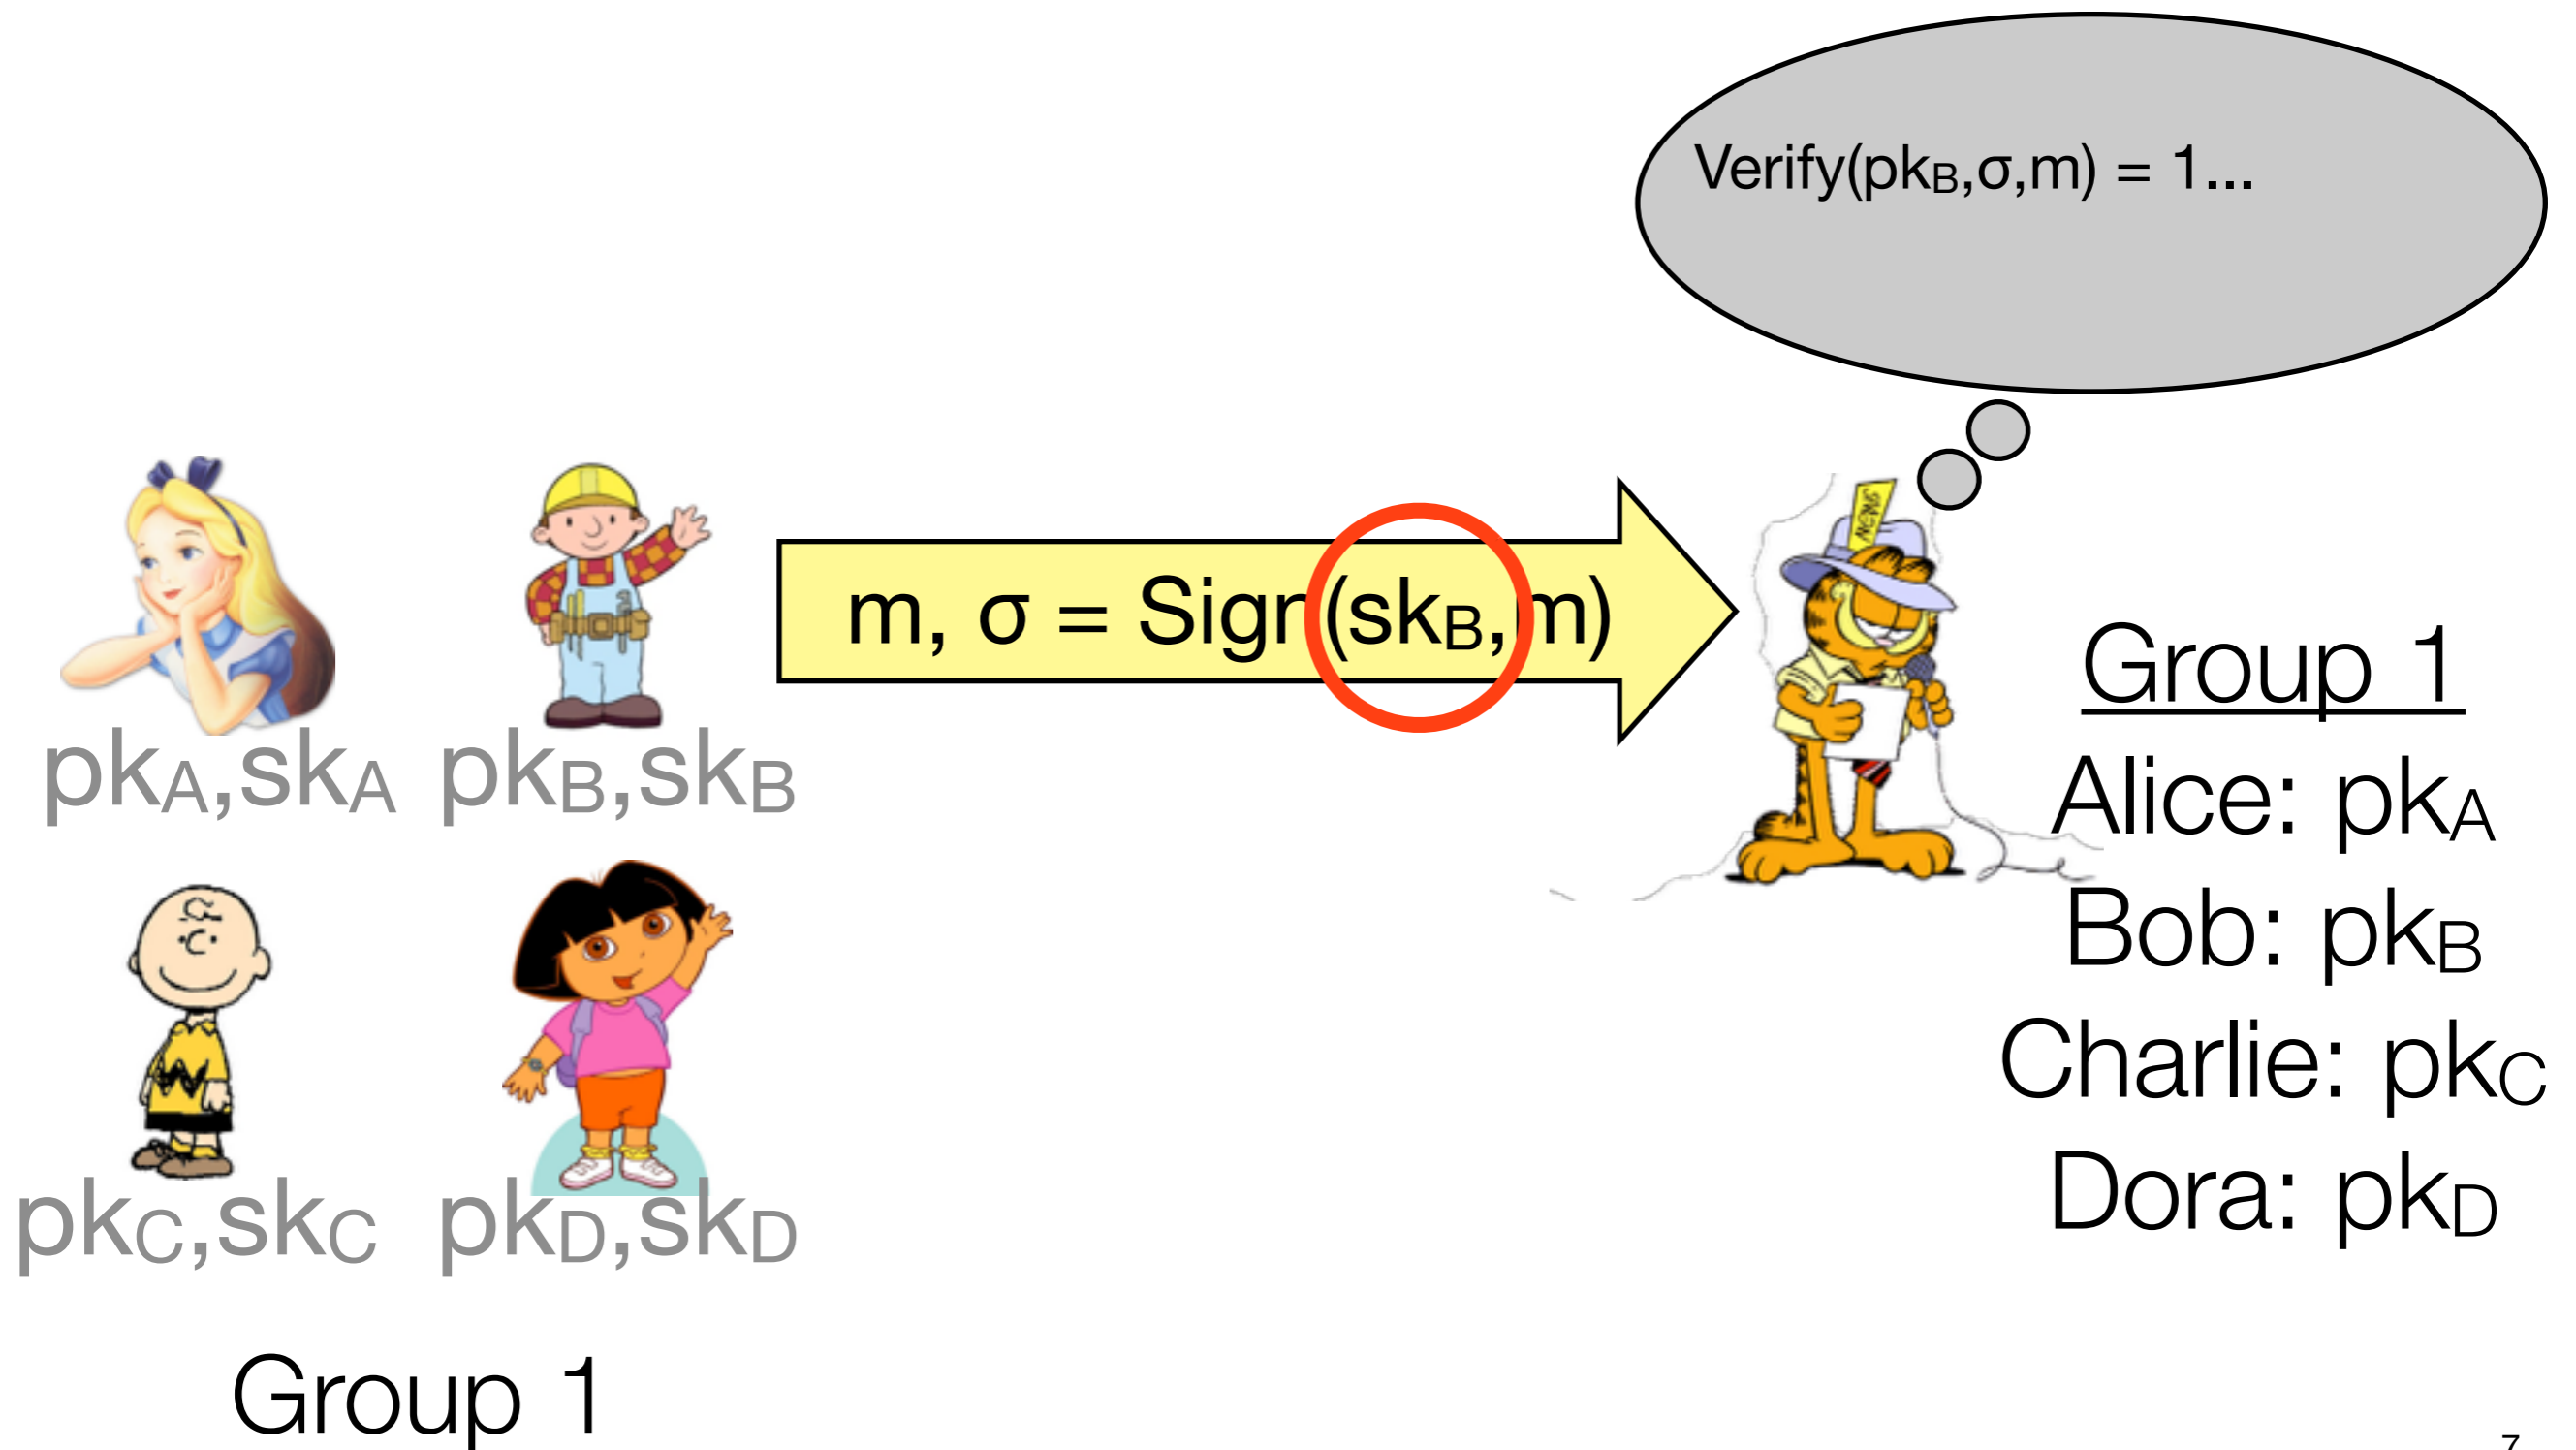 Verify(pkB,σ,m) = 1...
m, σ = Sign(skB,m)
pkA,skA pkB,skB
pkC,skC pkD,skD
Group 1
Group 1
Alice: pkA
Bob: pkB
Charlie: pkC
Dora: pkD
7